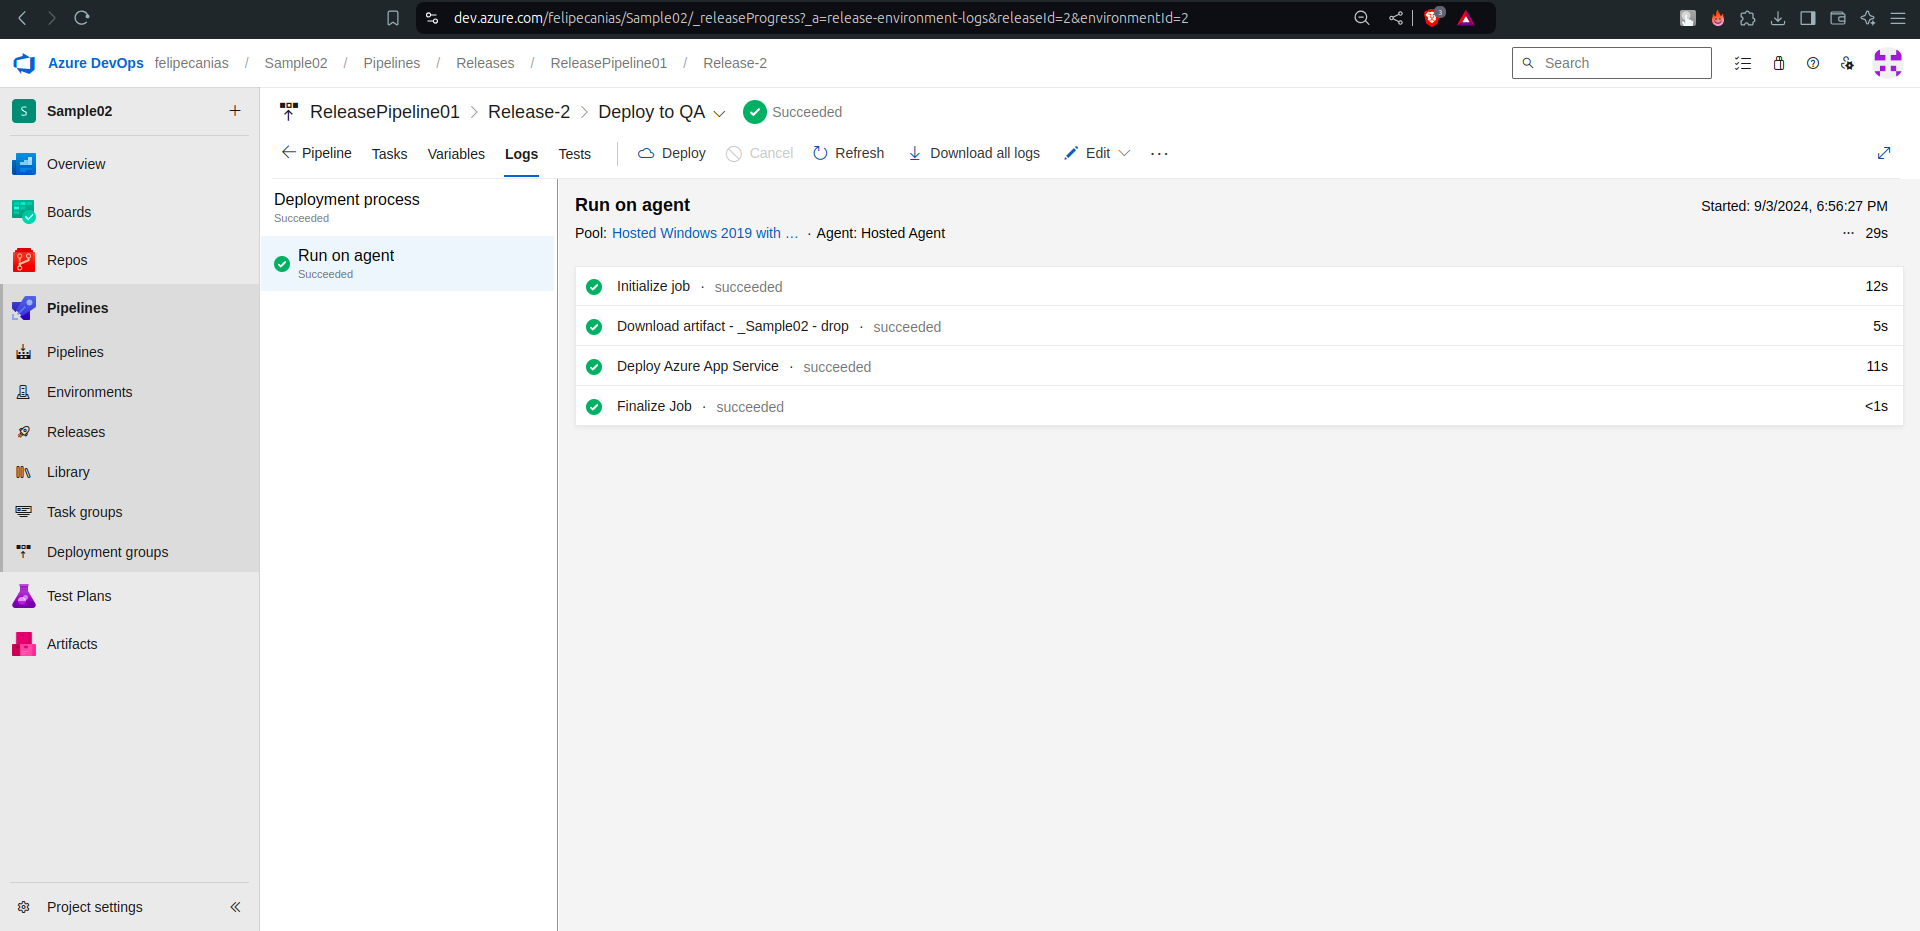 dev.azure.com/felipecanias/Sample02/_releaseProgress?_a=release-environment-logs&releaseId=2&environmentId=2
3
Azure DevOps felipecanias / Sample02 / Pipelines / Releases / ReleasePipeline01 / Release-2
Search
S Sample02 +
Overview
Boards
Repos
Pipelines
Pipelines
Environments
Releases
Library
Task groups
Deployment groups
Test Plans
Artifacts
Project settings
ReleasePipeline01 > Release-2 > Deploy to QA Succeeded
Pipeline Tasks Variables Logs Tests Deploy Cancel Refresh Download all logs Edit ...
Deployment process
Succeeded
Run on agent
Succeeded
Run on agent
Started: 9/3/2024, 6:56:27 PM
Pool: Hosted Windows 2019 with … · Agent: Hosted Agent
... 29s
Initialize job · succeeded 12s
Download artifact - _Sample02 - drop · succeeded 5s
Deploy Azure App Service · succeeded 11s
Finalize Job · succeeded <1s